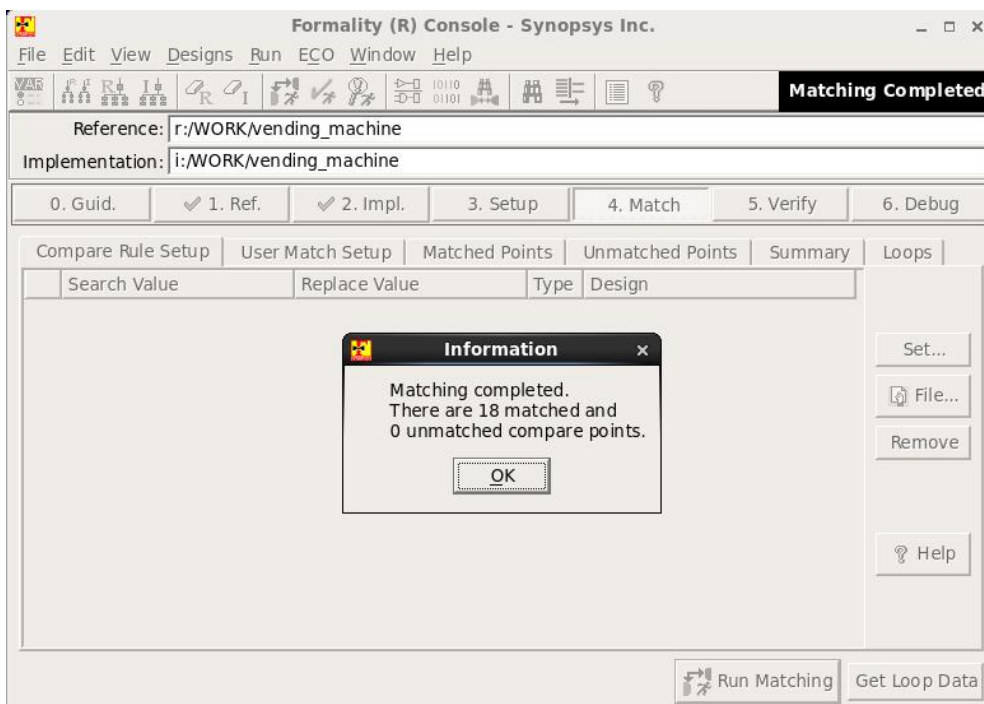 Formality (R) Console - Synopsys Inc.
File Edit View Designs Run ECO Window Help
Matching Completed
Reference: r:/WORK/vending_machine
Implementation: i:/WORK/vending_machine
0. Guid. 1. Ref. 2. Impl. 3. Setup 4. Match 5. Verify 6. Debug
Compare Rule Setup User Match Setup Matched Points Unmatched Points Summary Loops
Search Value Replace Value Type Design
Information
Matching completed.
There are 18 matched and
0 unmatched compare points.
OK
Set...
File...
Remove
Help
Run Matching Get Loop Data